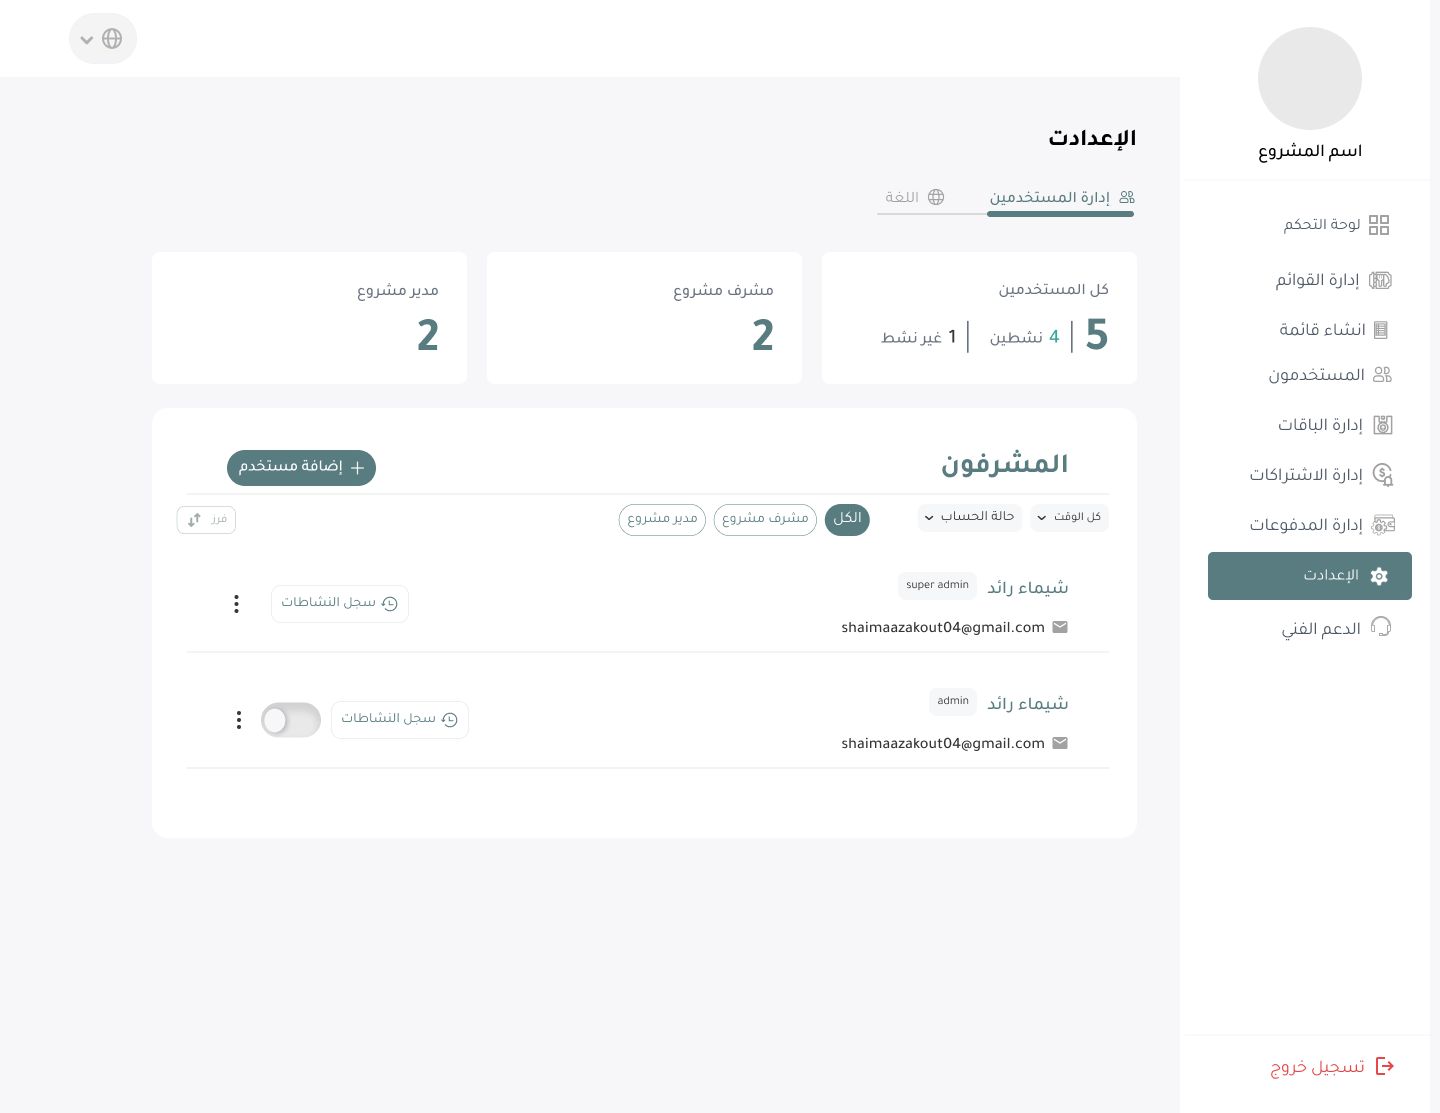 اسم المشروع
لوحة التحكم
إدارة القوائم
انشاء قائمة
المستخدمون
إدارة الباقات
إدارة الاشتراكات
إدارة المدفوعات
الإعدادت
الدعم الفني
تسجيل خروج
الإعدادت
إدارة المستخدمين
اللغة
كل المستخدمين
5 | 4 نشطين | 1 غير نشط
مشرف مشروع
2
مدير مشروع
2
المشرفون
إضافة مستخدم
كل الوقت
حالة الحساب
الكل
مشرف مشروع
مدير مشروع
فرز
شيماء رائد
super admin
shaimaazakout04@gmail.com
سجل النشاطات
شيماء رائد
admin
shaimaazakout04@gmail.com
سجل النشاطات